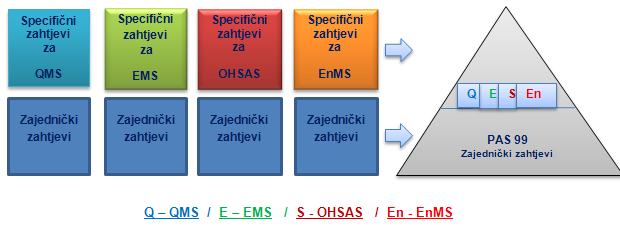 Specifični
zahtjevi
za
QMS
Specifični
zahtjevi
za
EMS
Specifični
zahtjevi
za
OHSAS
Specifični
zahtjevi
za
EnMS
Zajednički
zahtjevi
Zajednički
zahtjevi
Zajednički
zahtjevi
Zajednički
zahtjevi
Q E S En
PAS 99
Zajednički zahtjevi
Q – QMS / E – EMS / S - OHSAS / En - EnMS